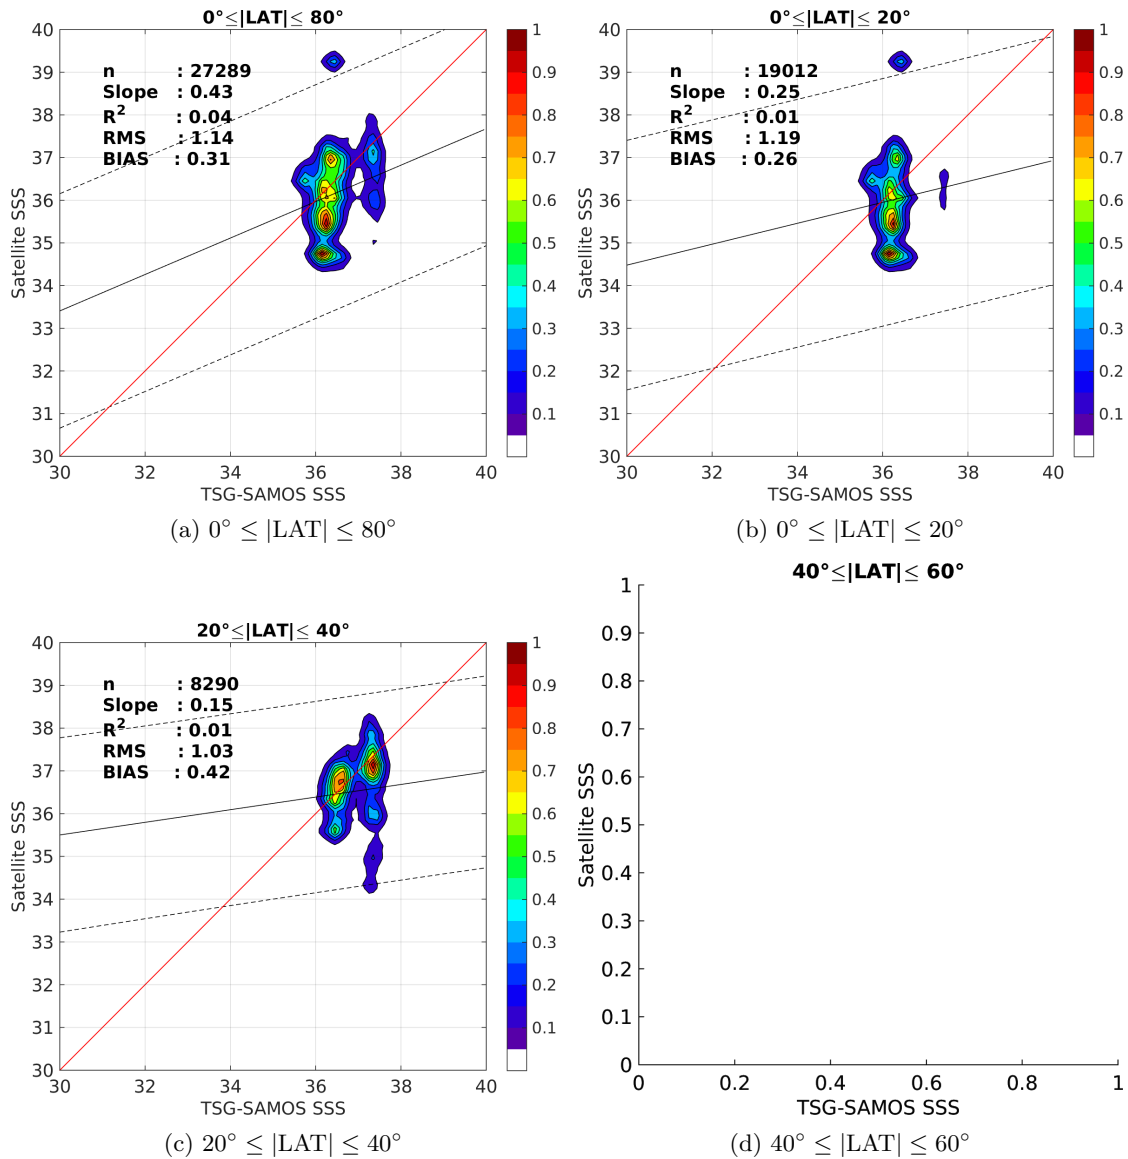 0°≤|LAT|≤ 80°
n : 27289
Slope : 0.43
R2 : 0.04
RMS : 1.14
BIAS : 0.31
40
39
38
37
36
35
34
33
32
31
30
30 32 34 36 38 40
Satellite SSS
TSG-SAMOS SSS
1
0.9
0.8
0.7
0.6
0.5
0.4
0.3
0.2
0.1
(a) 0° ≤ |LAT| ≤ 80°
0°≤|LAT|≤ 20°
n : 19012
Slope : 0.25
R2 : 0.01
RMS : 1.19
BIAS : 0.26
40
39
38
37
36
35
34
33
32
31
30
30 32 34 36 38 40
Satellite SSS
TSG-SAMOS SSS
1
0.9
0.8
0.7
0.6
0.5
0.4
0.3
0.2
0.1
(b) 0° ≤ |LAT| ≤ 20°
20°≤|LAT|≤ 40°
n : 8290
Slope : 0.15
R2 : 0.01
RMS : 1.03
BIAS : 0.42
40
39
38
37
36
35
34
33
32
31
30
30 32 34 36 38 40
Satellite SSS
TSG-SAMOS SSS
1
0.9
0.8
0.7
0.6
0.5
0.4
0.3
0.2
0.1
(c) 20° ≤ |LAT| ≤ 40°
40°≤|LAT|≤ 60°
1
0.9
0.8
0.7
0.6
0.5
0.4
0.3
0.2
0.1
0
0 0.2 0.4 0.6 0.8 1
Satellite SSS
TSG-SAMOS SSS
(d) 40° ≤ |LAT| ≤ 60°